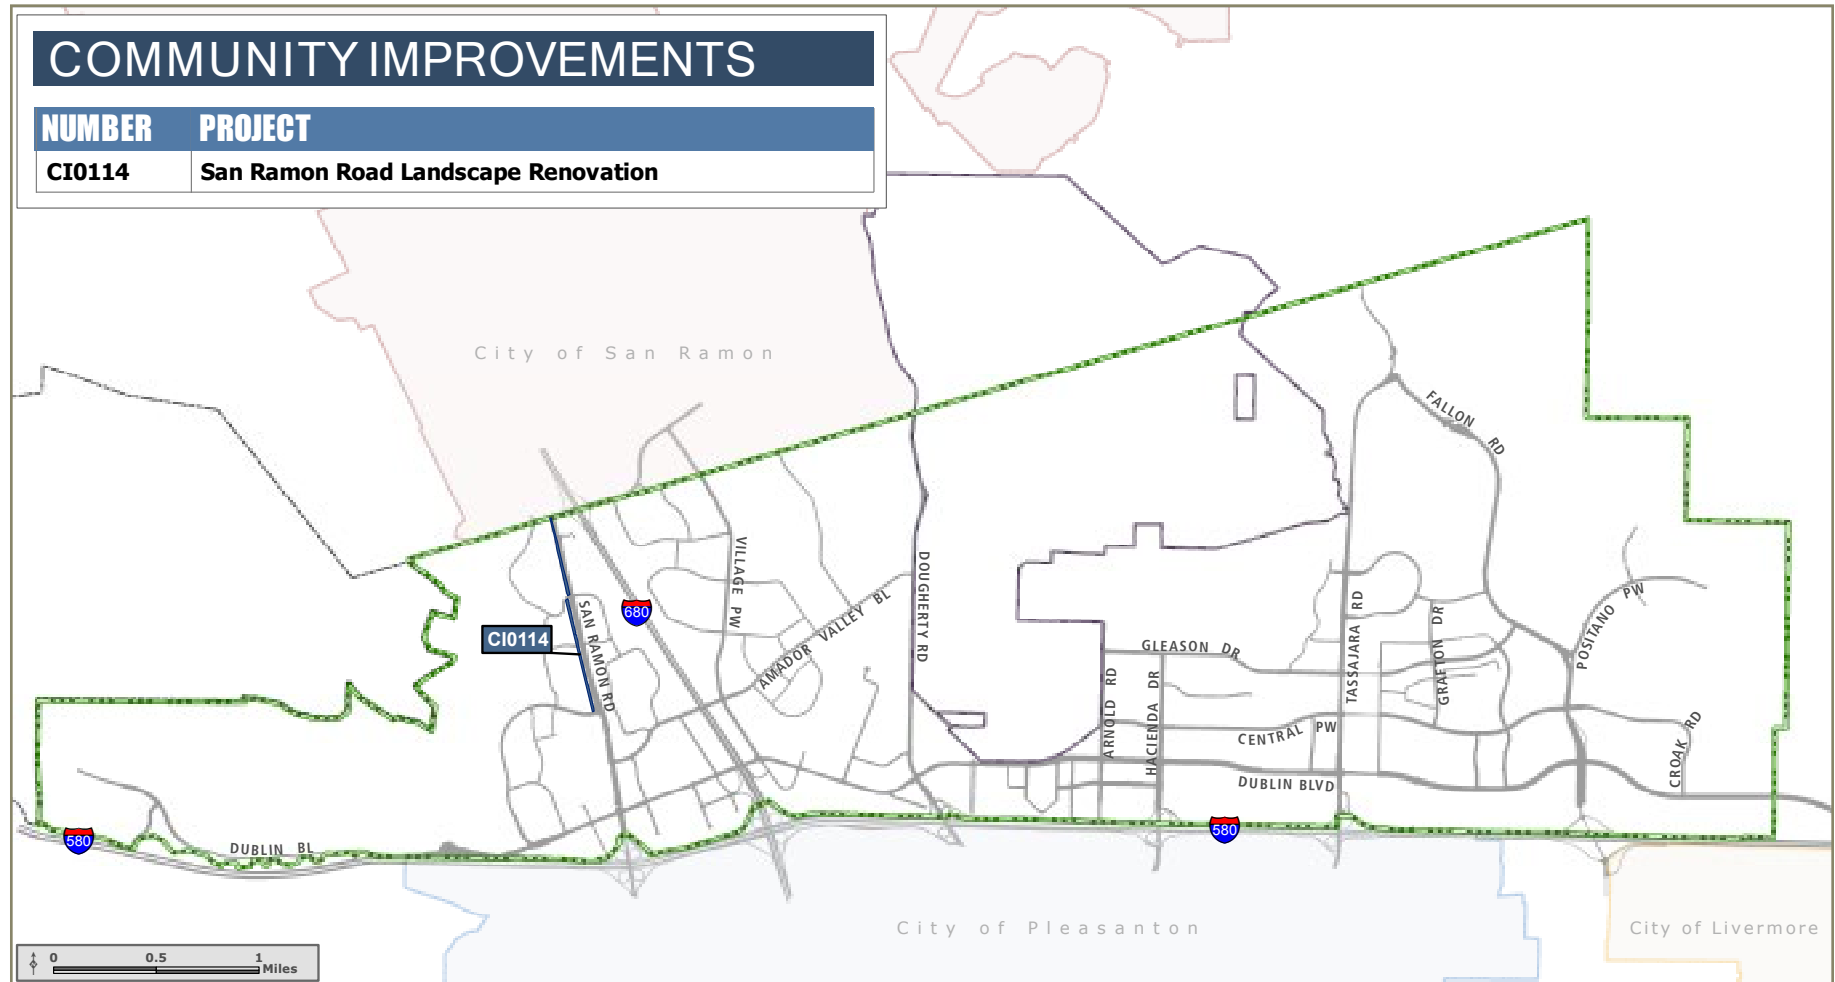 COMMUNITY IMPROVEMENTS
NUMBER PROJECT
CI0114 San Ramon Road Landscape Renovation
City of San Ramon
FALLON RD
VILLAGE PW
DOUGHERTY RD
680
SAN RAMON RD
CI0114
AMADOR VALLEY BL
POSITANO PW
TASSAJARA RD
GRAFTON DR
GLEASON DR
ARNOLD RD
HACIENDA DR
CENTRAL PW
CROAK RD
DUBLIN BLVD
580
580
DUBLIN BL
City of Pleasanton
City of Livermore
0 0.5 1
Miles